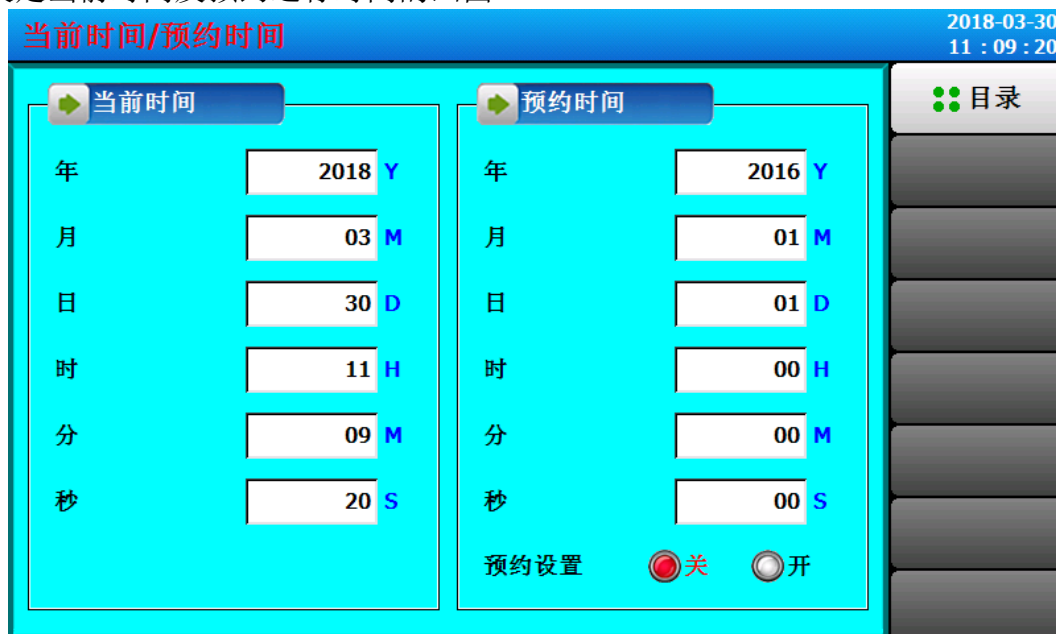 当前时间/预约时间
2018-03-30
11:09:20
目录
当前时间
年 2018 Y
月 03 M
日 30 D
时 11 H
分 09 M
秒 20 S
预约时间
年 2016 Y
月 01 M
日 01 D
时 00 H
分 00 M
秒 00 S
预约设置 关 开